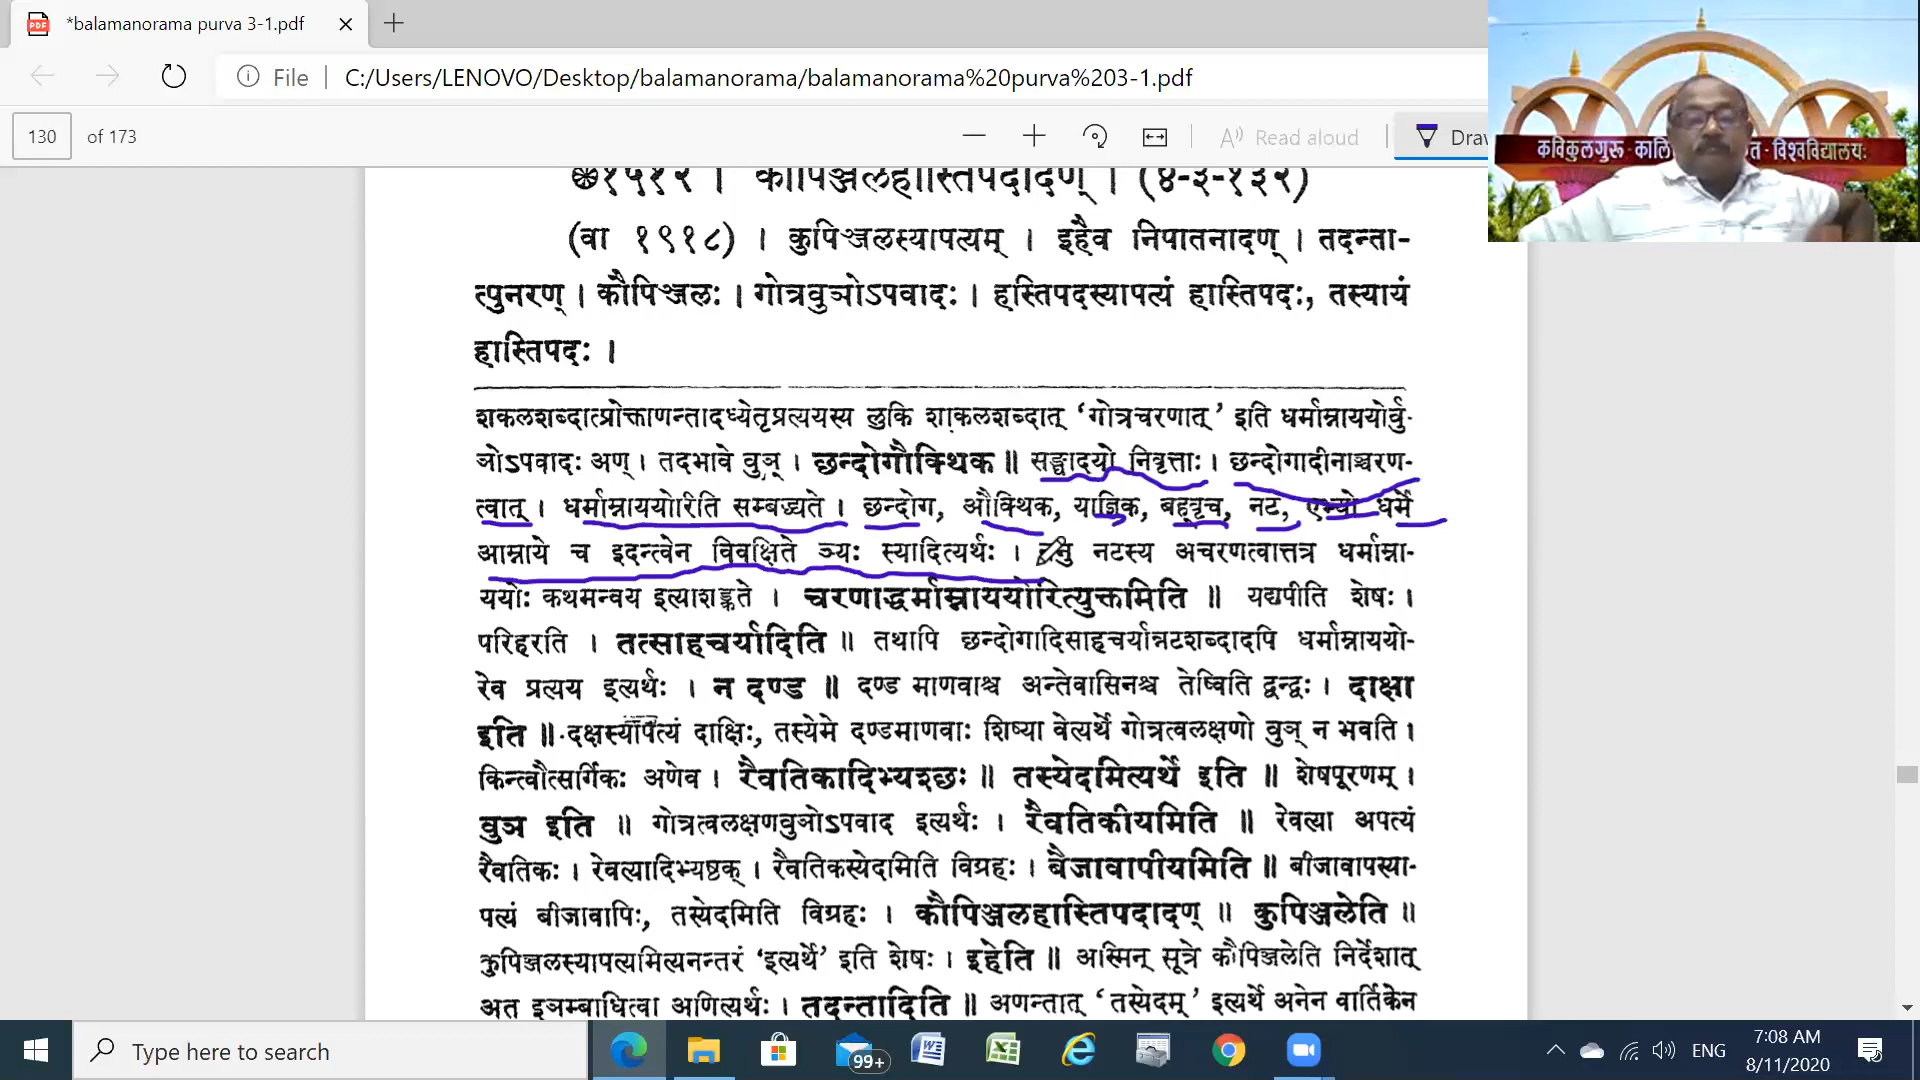 *balamanorama purva 3-1.pdf
File | C:/Users/LENOVO/Desktop/balamanorama/balamanorama%20purva%203-1.pdf
130 of 173
Read aloud
Draw
कविकुलगुरू-कालि त-विश्वविद्यालयः
१५१२ । कौपिञ्जलहास्तिपदादण् । (४-३-१३२)
(वा १९१८) । कुपिञ्जलस्यापत्यम् । इहैव निपातनादण् । तदन्ता-
त्पुनरण् । कौपिञ्जलः । गोत्रवुञोऽपवादः । हस्तिपदस्यापत्यं हास्तिपदः, तस्यायं
हास्तिपदः ।
शकलशब्दात्प्रोक्ताणन्तादध्येतृप्रत्ययस्य लुकि शाकलशब्दात् ‘गोत्रचरणात्’ इति धर्माम्नाययोर्वु-
ञोऽपवादः अण् । तदभावे वुञ् । छन्दोगौक्थिक ॥ सङ्घादयो निवृत्ताः । छन्दोगादीनाञ्चरण-
त्वात् । धर्माम्नाययोरिति सम्बद्ध्यते । छन्दोग, औक्थिक, याज्ञिक, बह्वृच, नट, एभ्यो धर्मे
आम्नाये च इदन्त्वेन विवक्षिते ञ्यः स्यादित्यर्थः । ननु नटस्य अचरणत्वात्तत्र धर्माम्ना-
ययोः कथमन्वय इत्याशङ्कते । चरणाद्धर्माम्नाययोरित्युक्तमिति ॥ यद्यपीति शेषः ।
परिहरति । तत्साहचर्यादिति ॥ तथापि छन्दोगादिसाहचर्यान्नटशब्दादपि धर्माम्नाययो-
रेव प्रत्यय इत्यर्थः । न दण्ड ॥ दण्ड माणवाश्च अन्तेवासिनश्च तेष्विति द्वन्द्वः । दाक्षा
इति ॥ दक्षस्यापत्यं दाक्षिः, तस्येमे दण्डमाणवाः शिष्या वेत्यर्थे गोत्रत्वलक्षणो वुञ् न भवति ।
किन्त्वौत्सर्गिकः अणेव । रैवतिकादिभ्यश्छः ॥ तस्येदमित्यर्थे इति ॥ शेषपूरणम् ।
वुञ इति ॥ गोत्रत्वलक्षणवुञोऽपवाद इत्यर्थः । रैवतिकीयमिति ॥ रेवत्या अपत्यं
रैवतिकः । रेवत्यादिभ्यष्ठक् । रैवतिकस्येदमिति विग्रहः । बैजावापीयमिति ॥ बीजावापस्या-
पत्यं बीजावापिः, तस्येदमिति विग्रहः । कौपिञ्जलहास्तिपदादण् ॥ कुपिञ्जलेति ॥
कुपिञ्जलस्यापत्यमित्यनन्तरं ‘इत्यर्थे’ इति शेषः । इहेति ॥ अस्मिन् सूत्रे कौपिञ्जलेति निर्देशात्
अत इञम्बाधित्वा अणित्यर्थः । तदन्तादिति ॥ अणन्तात् ‘तस्येदम्’ इत्यर्थे अनेन वार्तिकेन
Type here to search
99+
ENG
7:08 AM
8/11/2020